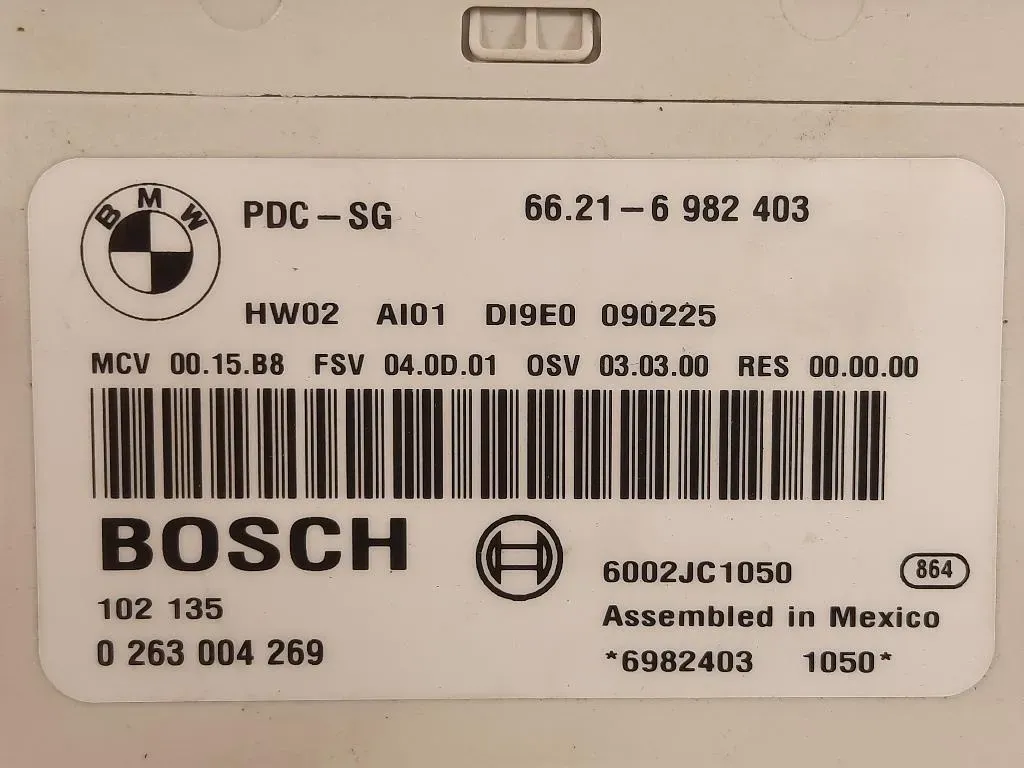 BMW
PDC-SG 66.21-6 982 403
HW02 AI01 DI9E0 090225
MCV 00.15.B8 FSV 04.0D.01 OSV 03.03.00 RES 00.00.00
BOSCH
102 135
0 263 004 269
6002JC1050 864
Assembled in Mexico
*6982403 1050*